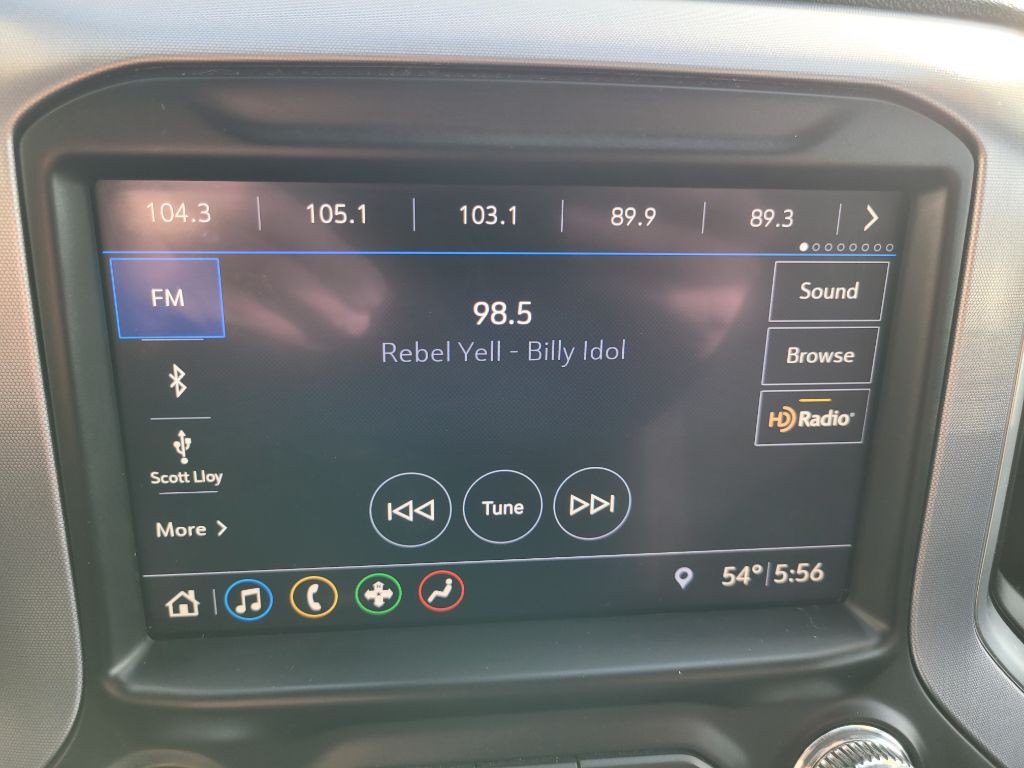 104.3 105.1 103.1 89.9 89.3
FM
98.5
Rebel Yell - Billy Idol
Sound
Browse
HD Radio
Scott Lloy
More
Tune
54° 5:56